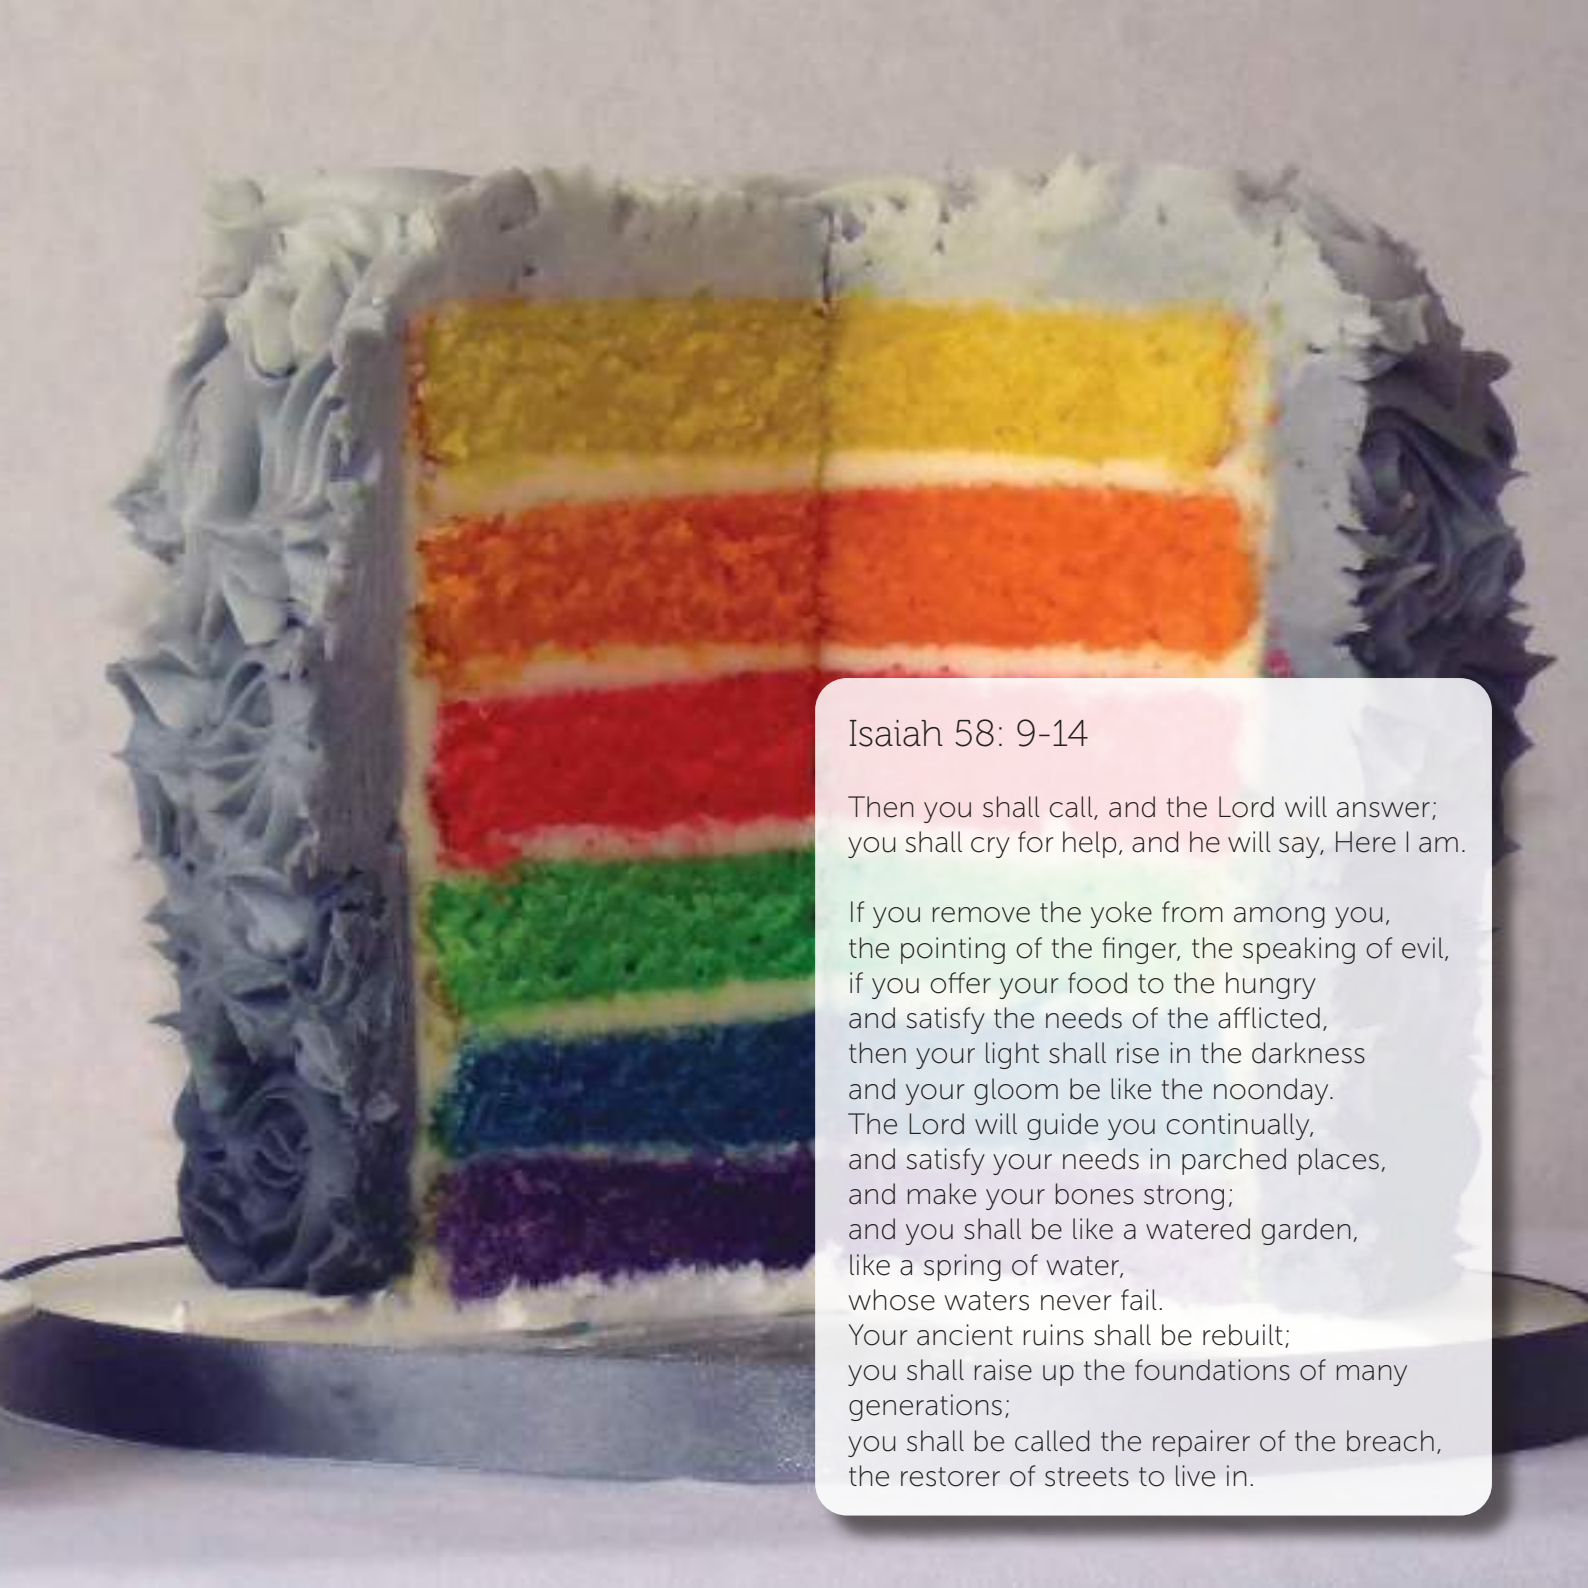 Isaiah 58: 9-14
Then you shall call, and the Lord will answer;
you shall cry for help, and he will say, Here I am.
If you remove the yoke from among you,
the pointing of the finger, the speaking of evil,
if you offer your food to the hungry
and satisfy the needs of the afflicted,
then your light shall rise in the darkness
and your gloom be like the noonday.
The Lord will guide you continually,
and satisfy your needs in parched places,
and make your bones strong;
and you shall be like a watered garden,
like a spring of water,
whose waters never fail.
Your ancient ruins shall be rebuilt;
you shall raise up the foundations of many
generations;
you shall be called the repairer of the breach,
the restorer of streets to live in.